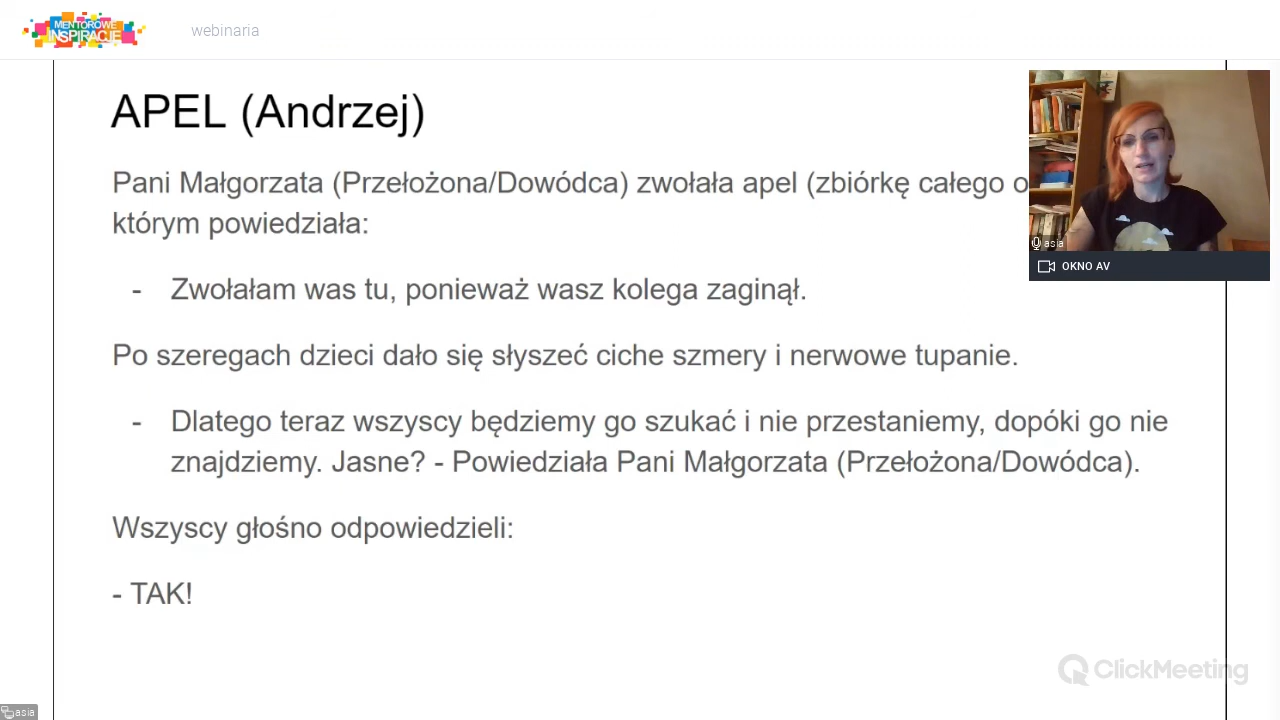 MENTOROWE
INSPIRACJE
webinaria
APEL (Andrzej)
Pani Małgorzata (Przełożona/Dowódca) zwołała apel (zbiórkę całego o
którym powiedziała:
- Zwołałam was tu, ponieważ wasz kolega zaginął.
Po szeregach dzieci dało się słyszeć ciche szmery i nerwowe tupanie.
- Dlatego teraz wszyscy będziemy go szukać i nie przestaniemy, dopóki go nie
znajdziemy. Jasne? - Powiedziała Pani Małgorzata (Przełożona/Dowódca).
Wszyscy głośno odpowiedzieli:
- TAK!
asia
OKNO AV
ClickMeeting
asia